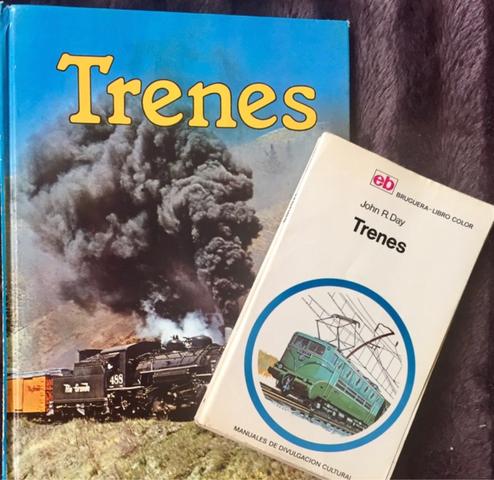 Trenes
488
Rio Grande
eb
BRUGUERA-LIBRO COLOR
John R. Day
Trenes
MANUALES DE DIVULGACION CULTURAL